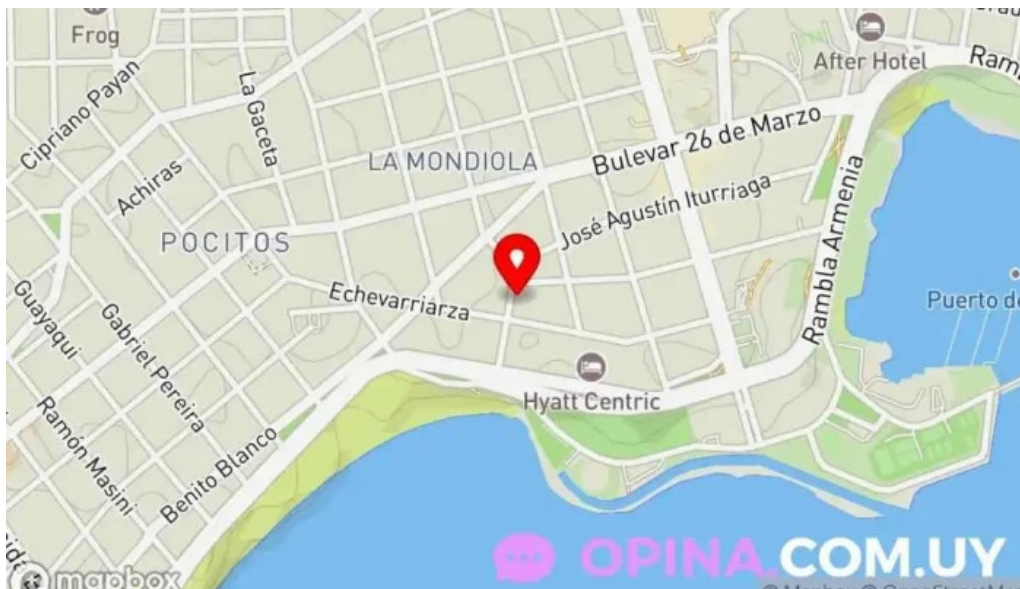 Frog
After Hotel
Cipriano Payan
La Gaceta
LA MONDIOLA
Bulevar 26 de Marzo
Achiras
José Agustín Iturriaga
POCITOS
Rambla Armenia
Echevarriarza
Guayaqui
Gabriel Pereira
Hyatt Centric
Ramón Masini
Benito Blanco
OPINA.COM.UY
mapbox